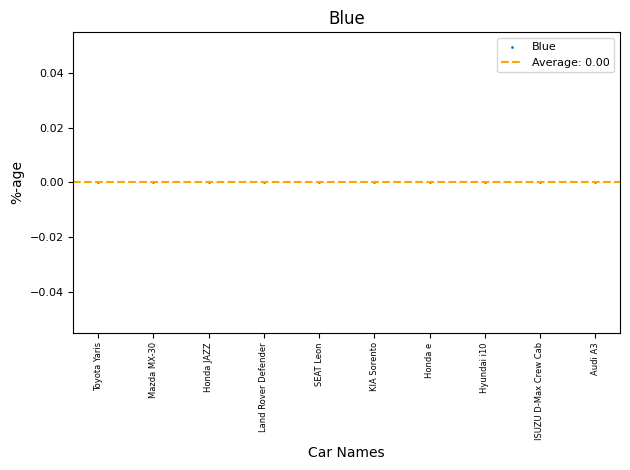 Blue
Blue
Average: 0.00
%-age
0.04
0.02
0.00
−0.02
−0.04
Toyota Yaris
Mazda MX-30
Honda JAZZ
Land Rover Defender
SEAT Leon
KIA Sorento
Honda e
Hyundai i10
ISUZU D-Max Crew Cab
Audi A3
Car Names